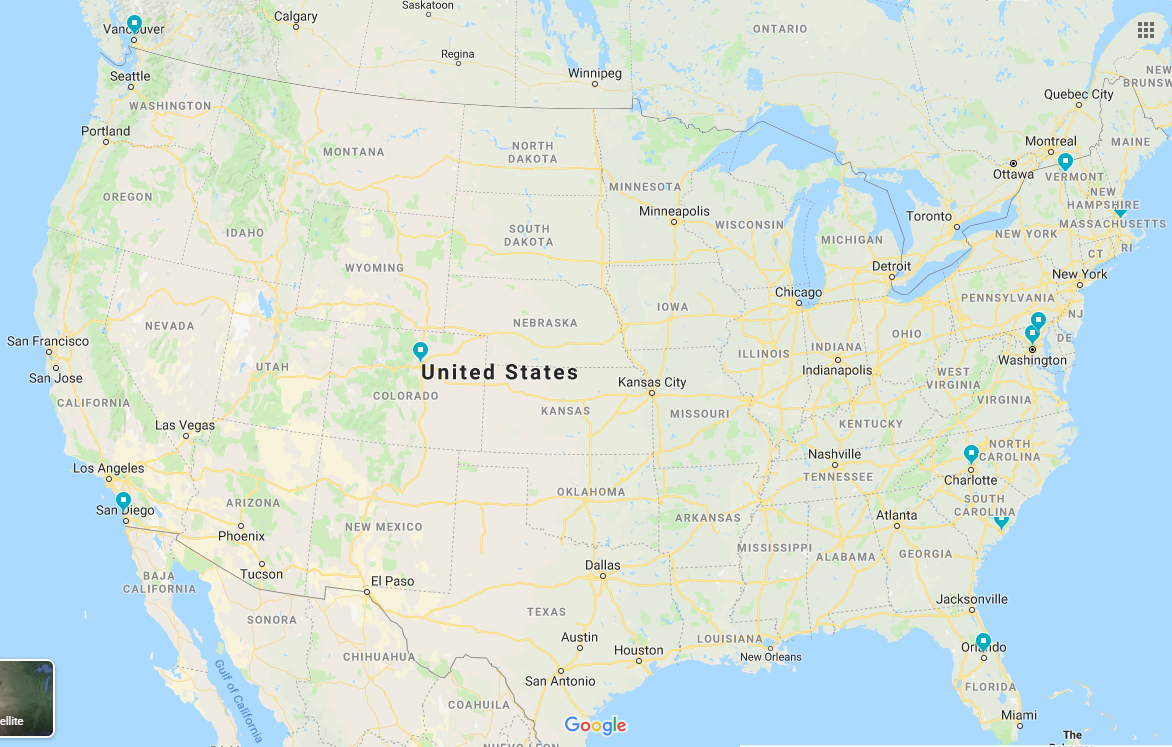 Saskatoon
Calgary
Vancouver
ONTARIO
Regina
Winnipeg
Seattle
NEW
BRUNSW
WASHINGTON
Quebec City
Portland
Montreal
MAINE
MONTANA
NORTH
DAKOTA
Ottawa
VERMONT
OREGON
MINNESOTA
NEW
HAMPSHIRE
Minneapolis
Toronto
MASSACHUSETTS
IDAHO
SOUTH
DAKOTA
WISCONSIN
NEW YORK
MICHIGAN
RI
CT
WYOMING
Detroit
New York
Chicago
PENNSYLVANIA
IOWA
NJ
NEBRASKA
NEVADA
OHIO
DE
San Francisco
INDIANA
ILLINOIS
Washington
UTAH
United States
Indianapolis
WEST
VIRGINIA
San Jose
Kansas City
COLORADO
VIRGINIA
CALIFORNIA
KANSAS
MISSOURI
KENTUCKY
Las Vegas
NORTH
CAROLINA
Nashville
Los Angeles
TENNESSEE
Charlotte
OKLAHOMA
SOUTH
CAROLINA
ARIZONA
San Diego
Atlanta
ARKANSAS
NEW MEXICO
Phoenix
MISSISSIPPI
ALABAMA
GEORGIA
Dallas
Tucson
El Paso
BAJA
CALIFORNIA
Jacksonville
TEXAS
SONORA
Austin
LOUISIANA
Orlando
Houston
CHIHUAHUA
New Orleans
Gulf of California
San Antonio
FLORIDA
COAHUILA
Miami
ellite
Google
The
NUEVO LEON